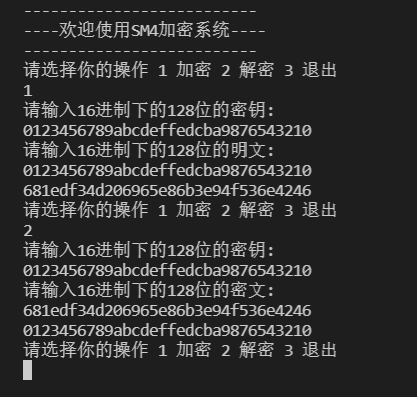 ---------------------------
----欢迎使用SM4加密系统----
---------------------------
请选择你的操作 1 加密 2 解密 3 退出
1
请输入16进制下的128位的密钥:
0123456789abcdeffedcba9876543210
请输入16进制下的128位的明文:
0123456789abcdeffedcba9876543210
681edf34d206965e86b3e94f536e4246
请选择你的操作 1 加密 2 解密 3 退出
2
请输入16进制下的128位的密钥:
0123456789abcdeffedcba9876543210
请输入16进制下的128位的密文:
681edf34d206965e86b3e94f536e4246
0123456789abcdeffedcba9876543210
请选择你的操作 1 加密 2 解密 3 退出